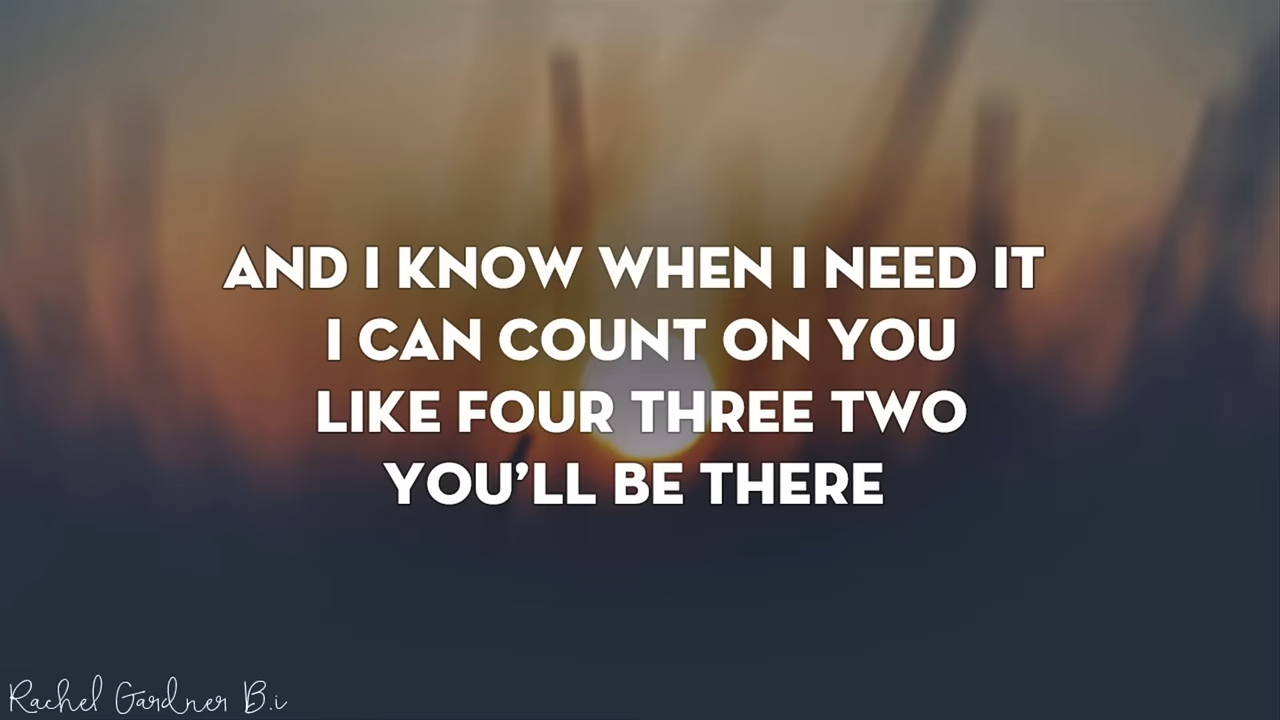 AND I KNOW WHEN I NEED IT
I CAN COUNT ON YOU
LIKE FOUR THREE TWO
YOU'LL BE THERE
Rachel Gardner B.i